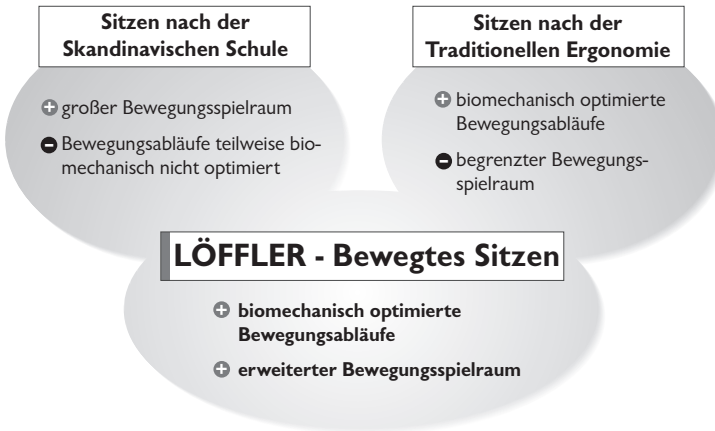 Sitzen nach der
Skandinavischen Schule
⊕ großer Bewegungsspielraum
⊖ Bewegungsabläufe teilweise bio-
mechanisch nicht optimiert
Sitzen nach der
Traditionellen Ergonomie
⊕ biomechanisch optimierte
Bewegungsabläufe
⊖ begrenzter Bewegungs-
spielraum
LÖFFLER - Bewegtes Sitzen
⊕ biomechanisch optimierte
Bewegungsabläufe
⊕ erweiterter Bewegungsspielraum